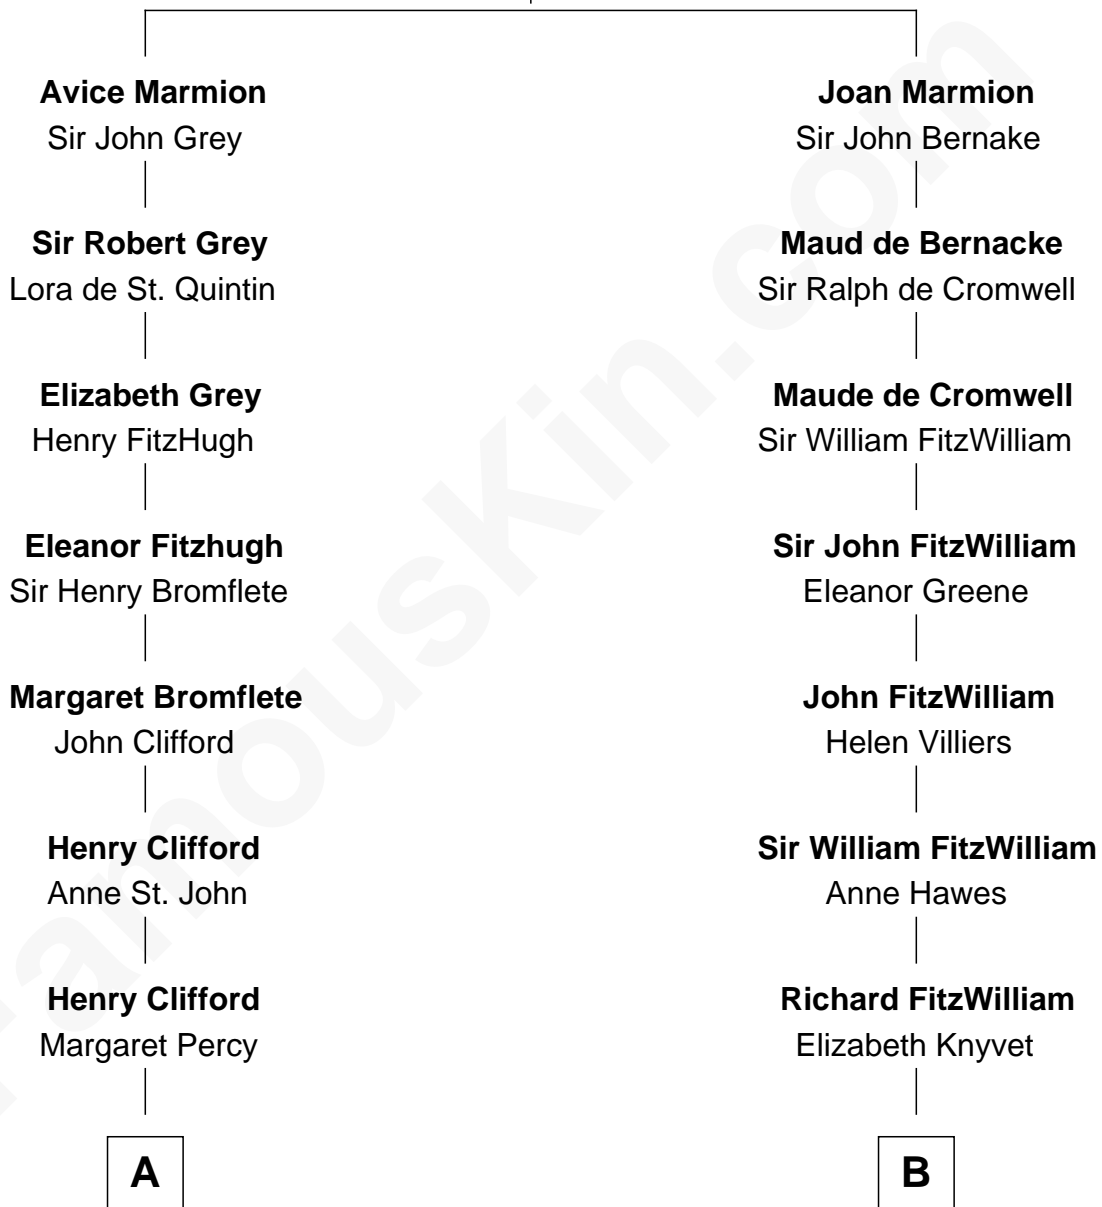 Avice Marmion
Sir John Grey
Sir Robert Grey
Lora de St. Quintin
Elizabeth Grey
Henry FitzHugh
Eleanor Fitzhugh
Sir Henry Bromflete
Margaret Bromflete
John Clifford
Henry Clifford
Anne St. John
Henry Clifford
Margaret Percy
A
Joan Marmion
Sir John Bernake
Maud de Bernacke
Sir Ralph de Cromwell
Maude de Cromwell
Sir William FitzWilliam
Sir John FitzWilliam
Eleanor Greene
John FitzWilliam
Helen Villiers
Sir William FitzWilliam
Anne Hawes
Richard FitzWilliam
Elizabeth Knyvet
B
FamousKin.com